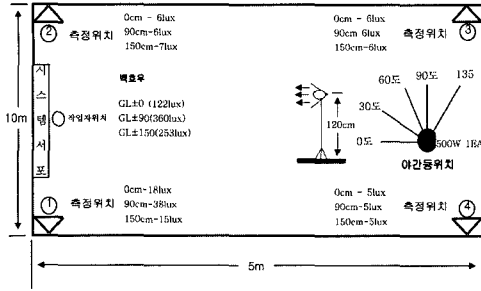 ② 측정위치
0cm - 6lux
90cm-6lux
150cm-7lux
0cm - 6lux
90cm 6lux
150cm-6lux
측정위치 ③
시스템서포
작업자위치
10m
백호우
GL±0 (122lux)
GL±90(360lux)
GL±150(253lux)
120cm
0도
30도
60도
90도
135
500W 1EA
야간등위치
① 측정위치
0cm-18lux
90cm-38lux
150cm-15lux
0cm - 5lux
90cm-5lux
150cm-5lux
측정위치 ④
5m